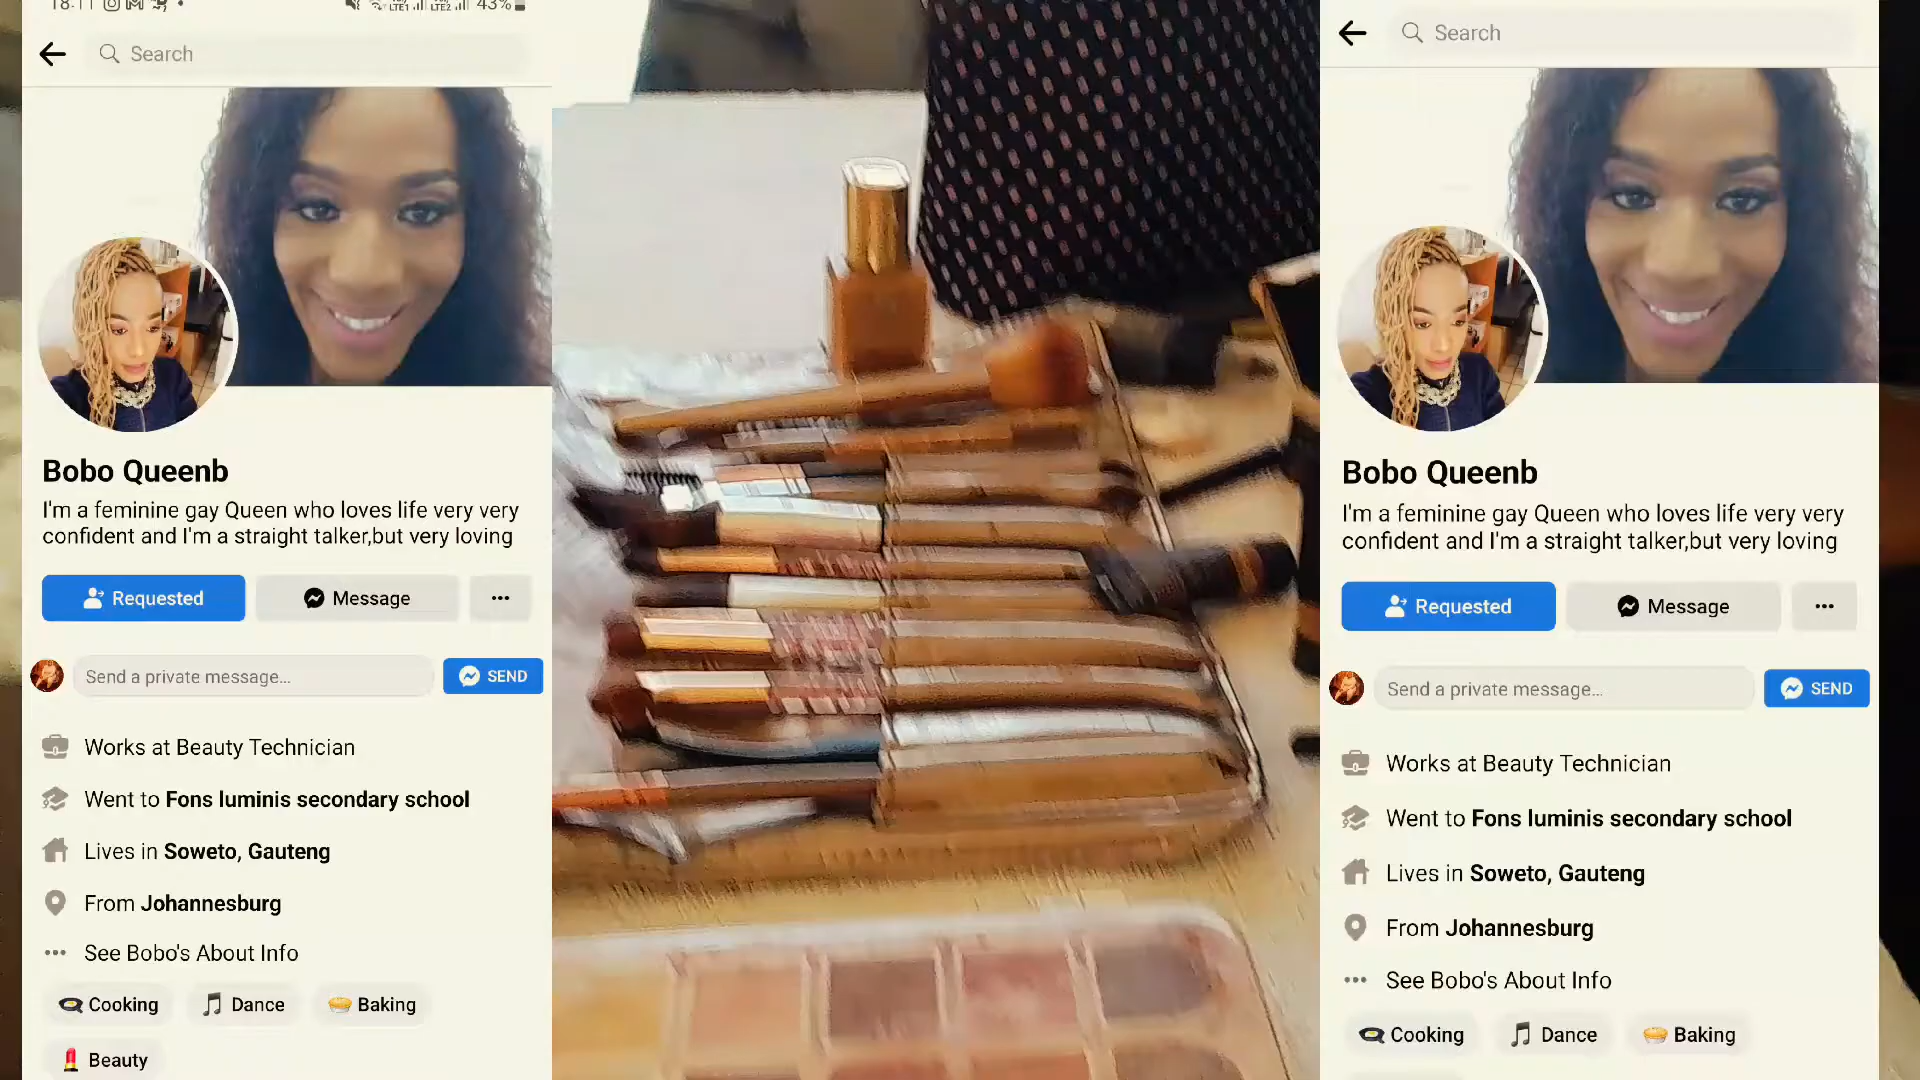 18:11
LTE1 LTE2 43%
Search
Bobo Queenb
I'm a feminine gay Queen who loves life very very
confident and I'm a straight talker,but very loving
Requested
Message
Send a private message...
SEND
Works at Beauty Technician
Went to Fons luminis secondary school
Lives in Soweto, Gauteng
From Johannesburg
See Bobo's About Info
Cooking
Dance
Baking
Beauty
Search
Bobo Queenb
I'm a feminine gay Queen who loves life very very
confident and I'm a straight talker,but very loving
Requested
Message
Send a private message...
SEND
Works at Beauty Technician
Went to Fons luminis secondary school
Lives in Soweto, Gauteng
From Johannesburg
See Bobo's About Info
Cooking
Dance
Baking